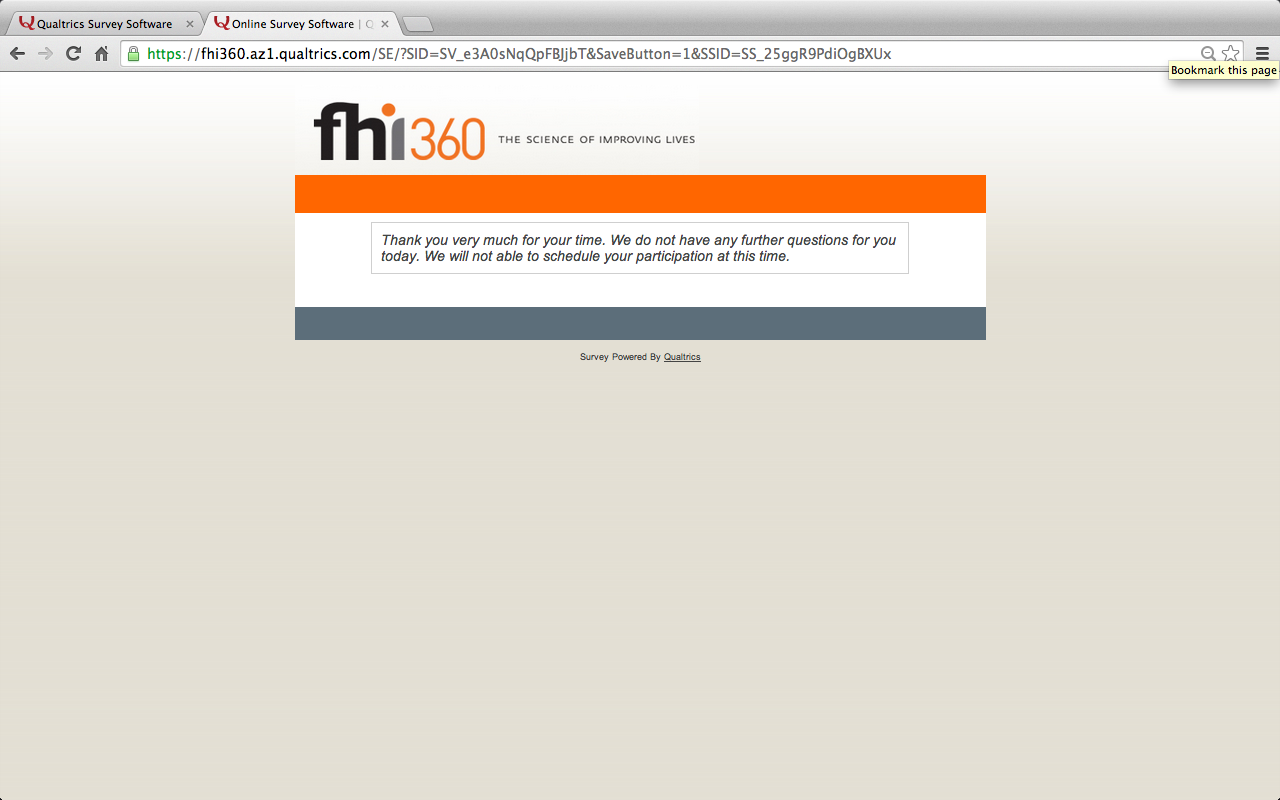 Qualtrics Survey Software
Online Survey Software | Q
https://fhi360.az1.qualtrics.com/SE/?SID=SV_e3A0sNqQpFBJjbT&SaveButton=1&SSID=SS_25ggR9PdiOgBXUx
Bookmark this page
fhi360 THE SCIENCE OF IMPROVING LIVES
Thank you very much for your time. We do not have any further questions for you
today. We will not able to schedule your participation at this time.
Survey Powered By Qualtrics